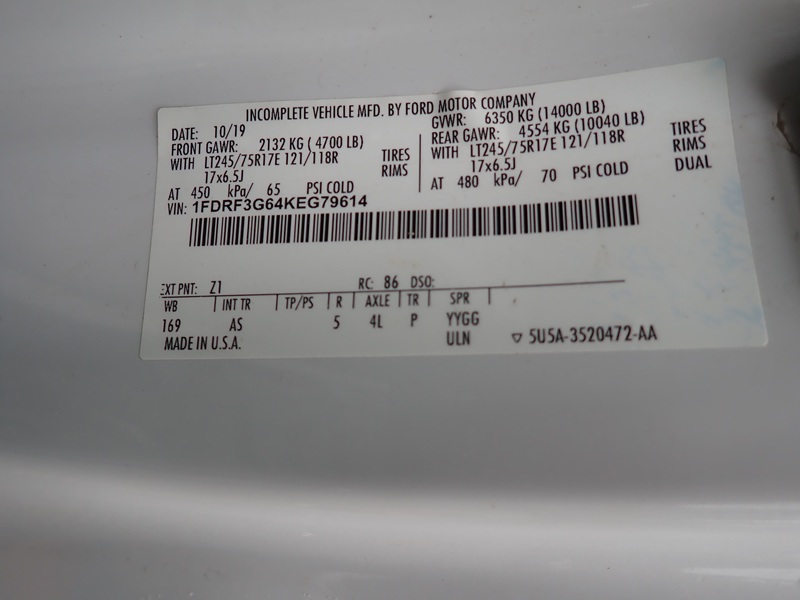 INCOMPLETE VEHICLE MFD. BY FORD MOTOR COMPANY
DATE: 10/19
FRONT GAWR: 2132 KG ( 4700 LB)
WITH LT245/75R17E 121/118R TIRES
17x6.5J RIMS
AT 450 kPa/ 65 PSI COLD
GVWR: 6350 KG (14000 LB)
REAR GAWR: 4554 KG (10040 LB)
WITH LT245/75R17E 121/118R TIRES
17x6.5J RIMS
AT 480 kPa/ 70 PSI COLD DUAL
VIN: 1FDRF3G64KEG79614
EXT PNT: Z1 RC: 86 DSO:
WB INT TR TP/PS R AXLE TR SPR
169 AS 5 4L P YYGG
MADE IN U.S.A. ULN ▽ 5U5A-3520472-AA